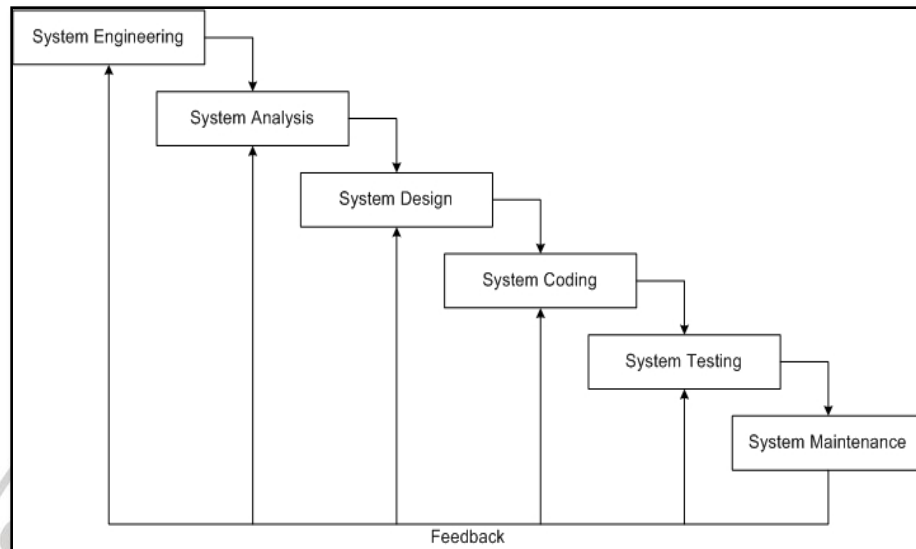 System Engineering
System Analysis
System Design
System Coding
System Testing
System Maintenance
Feedback